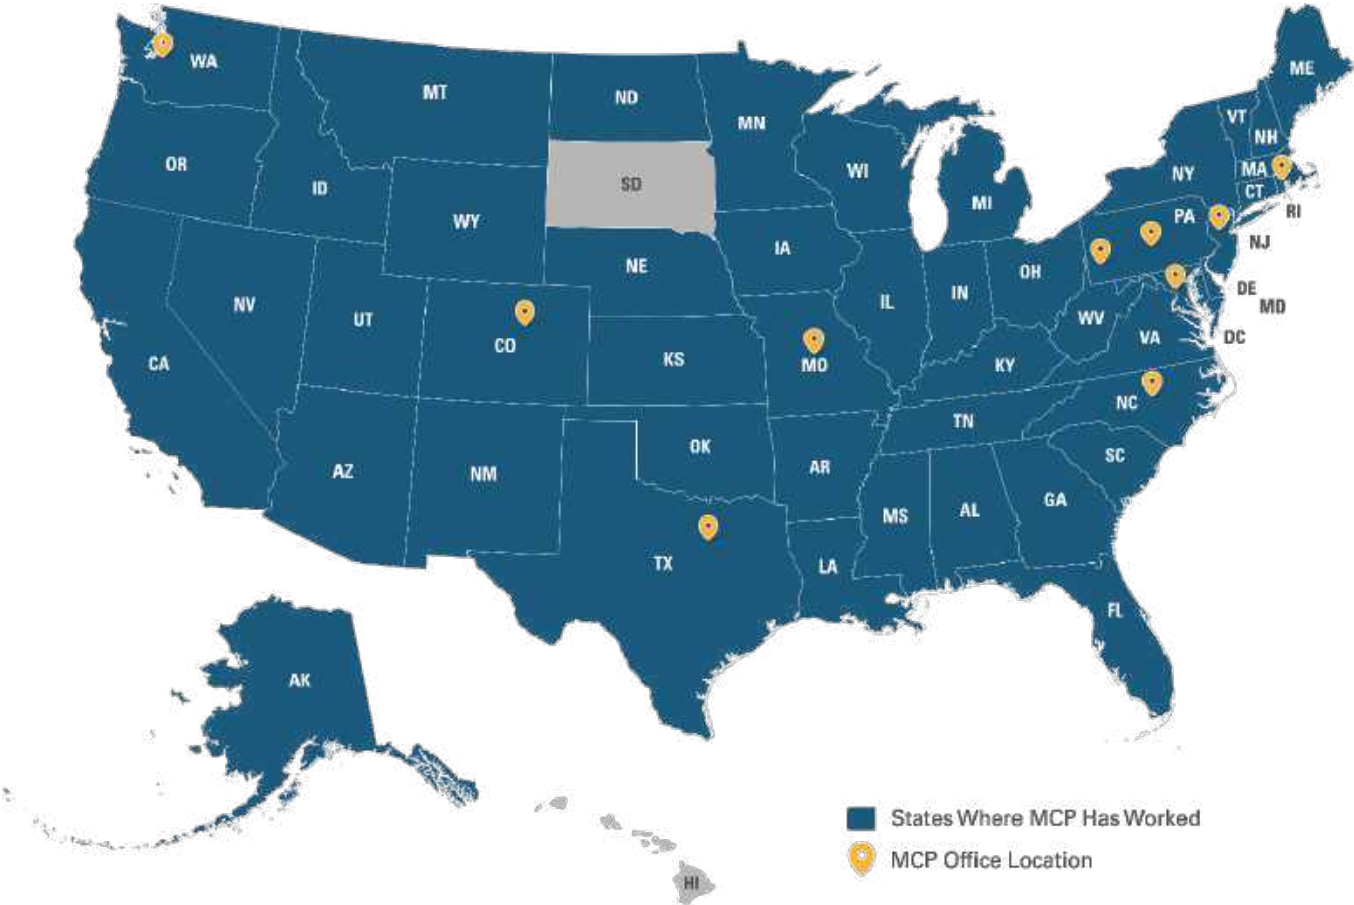 WA
MT
ND
MN
ME
VT
NH
OR
ID
SD
WI
MI
NY
MA
CT
RI
WY
PA
NJ
IA
NE
OH
IN
IL
NV
UT
CO
DE
MD
WV
VA
DC
CA
KS
MO
KY
NC
TN
OK
AR
SC
AZ
NM
MS
AL
GA
TX
LA
FL
AK
HI
States Where MCP Has Worked
MCP Office Location